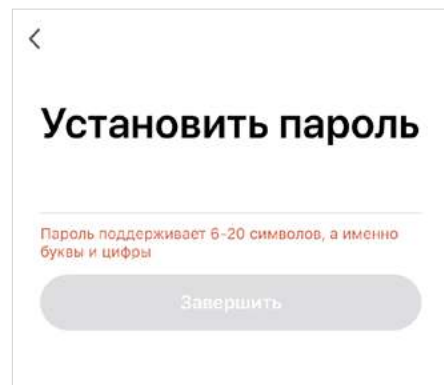 Установить пароль
Пароль поддерживает 6-20 символов, а именно
буквы и цифры
Завершить